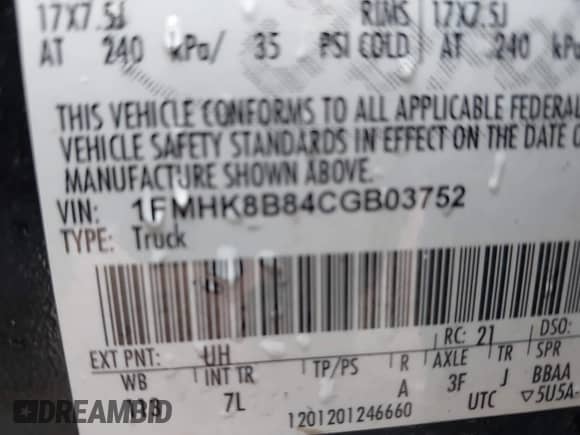 17X7.5J RIMS 17X7.5J
AT 240 kPa/ 35 PSI COLD AT 240 kPa
THIS VEHICLE CONFORMS TO ALL APPLICABLE FEDERAL
VEHICLE SAFETY STANDARDS IN EFFECT ON THE DATE O
MANUFACTURE SHOWN ABOVE.
VIN: 1FMHK8B84CGB03752
TYPE: Truck
EXT PNT: UH RC: 21 DSO:
WB INT TR TP/PS R AXLE TR SPR
113 7L A 3F J BBAA
1201201246660 UTC ▽5U5A-
DREAMBID